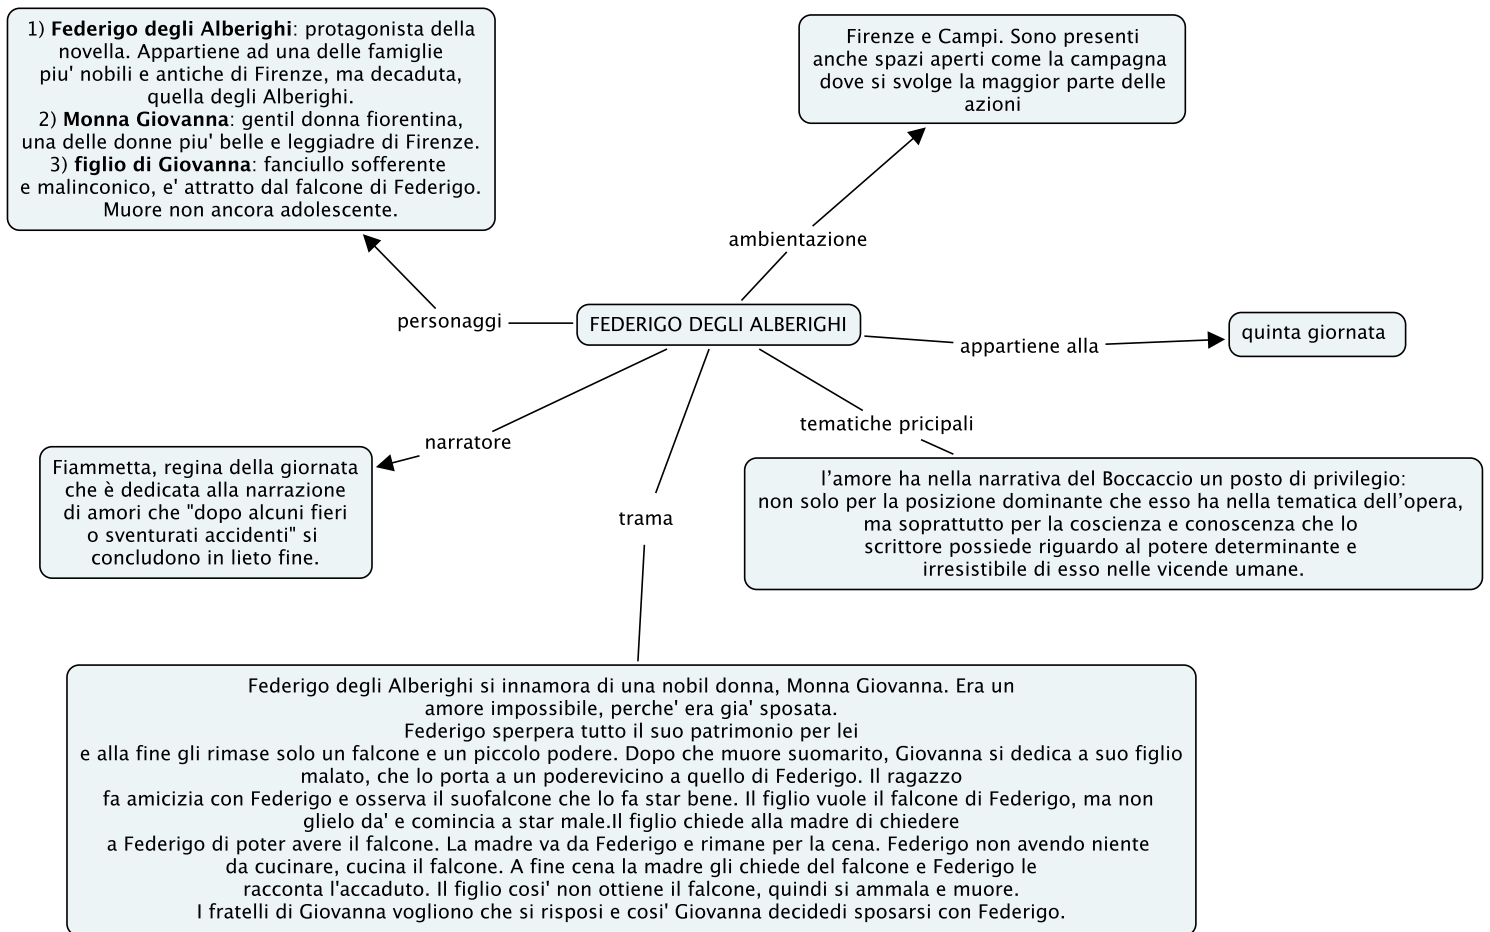 1) Federigo degli Alberighi: protagonista della
novella. Appartiene ad una delle famiglie
piu' nobili e antiche di Firenze, ma decaduta,
quella degli Alberighi.
2) Monna Giovanna: gentil donna fiorentina,
una delle donne piu' belle e leggiadre di Firenze.
3) figlio di Giovanna: fanciullo sofferente
e malinconico, e' attratto dal falcone di Federigo.
Muore non ancora adolescente.
Firenze e Campi. Sono presenti
anche spazi aperti come la campagna
dove si svolge la maggior parte delle
azioni
ambientazione
personaggi
FEDERIGO DEGLI ALBERIGHI
appartiene alla
quinta giornata
tematiche pricipali
narratore
Fiammetta, regina della giornata
che è dedicata alla narrazione
di amori che "dopo alcuni fieri
o sventurati accidenti" si
concludono in lieto fine.
l’amore ha nella narrativa del Boccaccio un posto di privilegio:
non solo per la posizione dominante che esso ha nella tematica dell’opera,
ma soprattutto per la coscienza e conoscenza che lo
scrittore possiede riguardo al potere determinante e
irresistibile di esso nelle vicende umane.
trama
Federigo degli Alberighi si innamora di una nobil donna, Monna Giovanna. Era un
amore impossibile, perche' era gia' sposata.
Federigo sperpera tutto il suo patrimonio per lei
e alla fine gli rimase solo un falcone e un piccolo podere. Dopo che muore suomarito, Giovanna si dedica a suo figlio
malato, che lo porta a un poderevicino a quello di Federigo. Il ragazzo
fa amicizia con Federigo e osserva il suofalcone che lo fa star bene. Il figlio vuole il falcone di Federigo, ma non
glielo da' e comincia a star male.Il figlio chiede alla madre di chiedere
a Federigo di poter avere il falcone. La madre va da Federigo e rimane per la cena. Federigo non avendo niente
da cucinare, cucina il falcone. A fine cena la madre gli chiede del falcone e Federigo le
racconta l'accaduto. Il figlio cosi' non ottiene il falcone, quindi si ammala e muore.
I fratelli di Giovanna vogliono che si risposi e cosi' Giovanna decidedi sposarsi con Federigo.